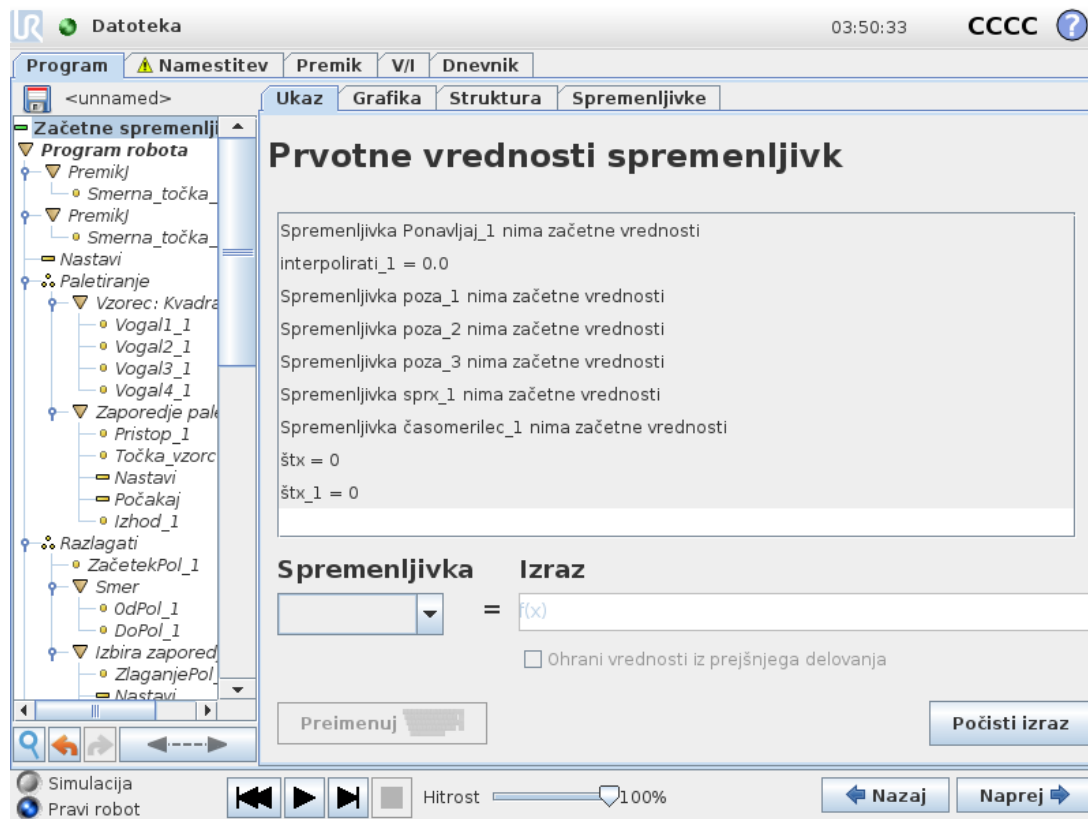 UR Datoteka 03:50:33 CCCC ?
Program Namestitev Premik V/I Dnevnik
<unnamed>
Ukaz Grafika Struktura Spremenljivke
Začetne spremenlji
Program robota
PremikJ
Smerna_točka_
PremikJ
Smerna_točka_
Nastavi
Paletiranje
Vzorec: Kvadra
Vogal1_1
Vogal2_1
Vogal3_1
Vogal4_1
Zaporedje pale
Pristop_1
Točka_vzorc
Nastavi
Počakaj
Izhod_1
Razlagati
ZačetekPol_1
Smer
OdPol_1
DoPol_1
Izbira zapored
ZlaganjePol_
Nastavi
Prvotne vrednosti spremenljivk
Spremenljivka Ponavljaj_1 nima začetne vrednosti
interpolirati_1 = 0.0
Spremenljivka poza_1 nima začetne vrednosti
Spremenljivka poza_2 nima začetne vrednosti
Spremenljivka poza_3 nima začetne vrednosti
Spremenljivka sprx_1 nima začetne vrednosti
Spremenljivka časomerilec_1 nima začetne vrednosti
štx = 0
štx_1 = 0
Spremenljivka Izraz
= f(x)
Ohrani vrednosti iz prejšnjega delovanja
Preimenuj
Počisti izraz
Simulacija
Pravi robot
Hitrost 100%
Nazaj Naprej